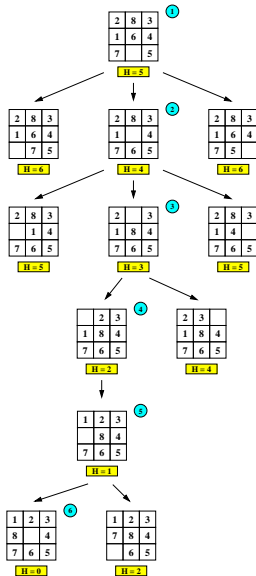 1
2 8 3
1 6 4
7 5
H = 5
2
2 8 3
1 6 4
7 5
H = 6
2 8 3
1 4
7 6 5
H = 4
2 8 3
1 6 4
7 5
H = 6
3
2 8 3
1 4
7 6 5
H = 5
2 3
1 8 4
7 6 5
H = 3
2 8 3
1 4
7 6 5
H = 5
4
2 3
1 8 4
7 6 5
H = 2
2 3
1 8 4
7 6 5
H = 4
5
1 2 3
8 4
7 6 5
H = 1
6
1 2 3
8 4
7 6 5
H = 0
1 2 3
7 8 4
6 5
H = 2